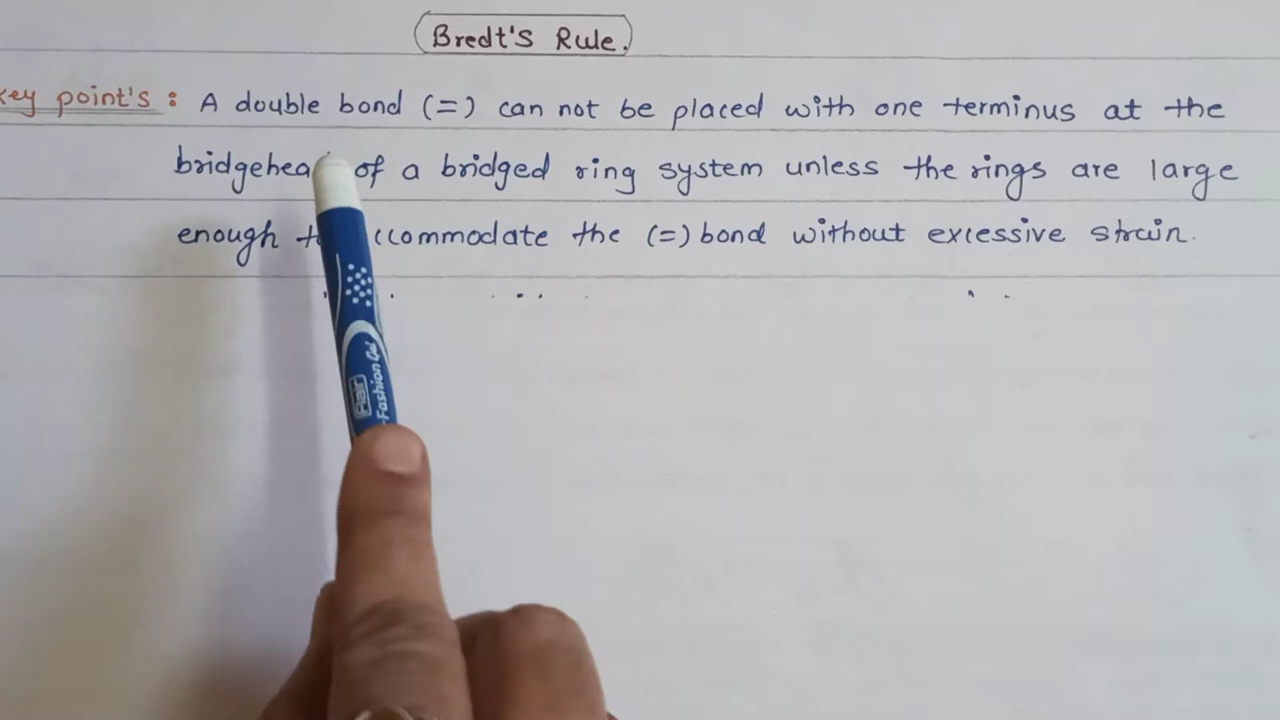 Bredt's Rule.
key point's : A double bond (=) can not be placed with one terminus at the
bridgehea of a bridged ring system unless the rings are large
enough t ccommodate the (=) bond without excessive strain.
Flair
Fashion Gel